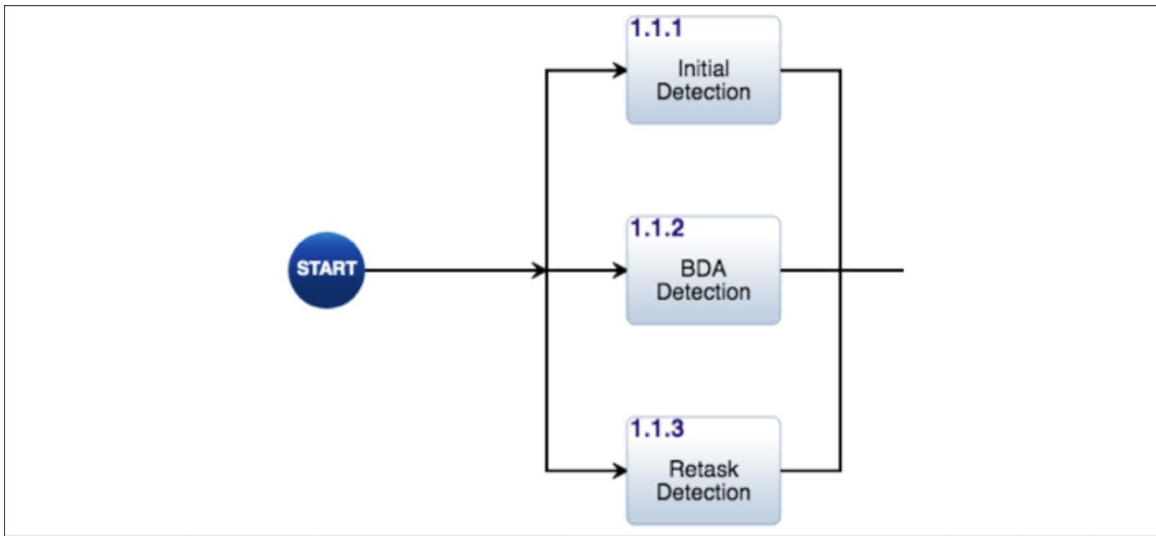 1.1.1
Initial
Detection
START
1.1.2
BDA
Detection
1.1.3
Retask
Detection